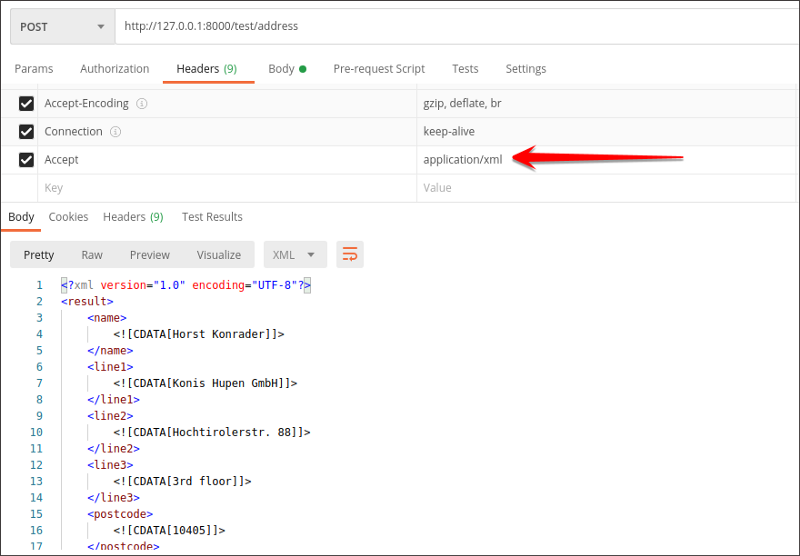 POST http://127.0.0.1:8000/test/address
Params Authorization Headers (9) Body Pre-request Script Tests Settings
Accept-Encoding gzip, deflate, br
Connection keep-alive
Accept application/xml
Key Value
Body Cookies Headers (9) Test Results
Pretty Raw Preview Visualize XML
1 <?xml version="1.0" encoding="UTF-8"?>
2 <result>
3 <name>
4 <![CDATA[Horst Konrader]]>
5 </name>
6 <line1>
7 <![CDATA[Konis Hupen GmbH]]>
8 </line1>
9 <line2>
10 <![CDATA[Hochtirolerstr. 88]]>
11 </line2>
12 <line3>
13 <![CDATA[3rd floor]]>
14 </line3>
15 <postcode>
16 <![CDATA[10405]]>
17 </postcode>